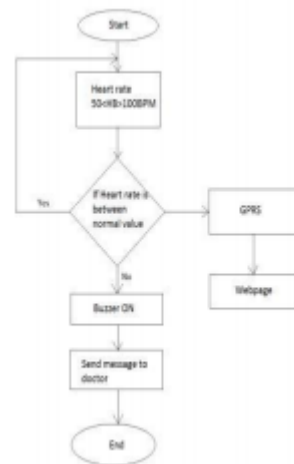 Start
Heart rate
50<HB>100BPM
Yes
If Heart rate is
between
normal value
GPRS
Webpage
No
Buzzer ON
Send message to
doctor
End